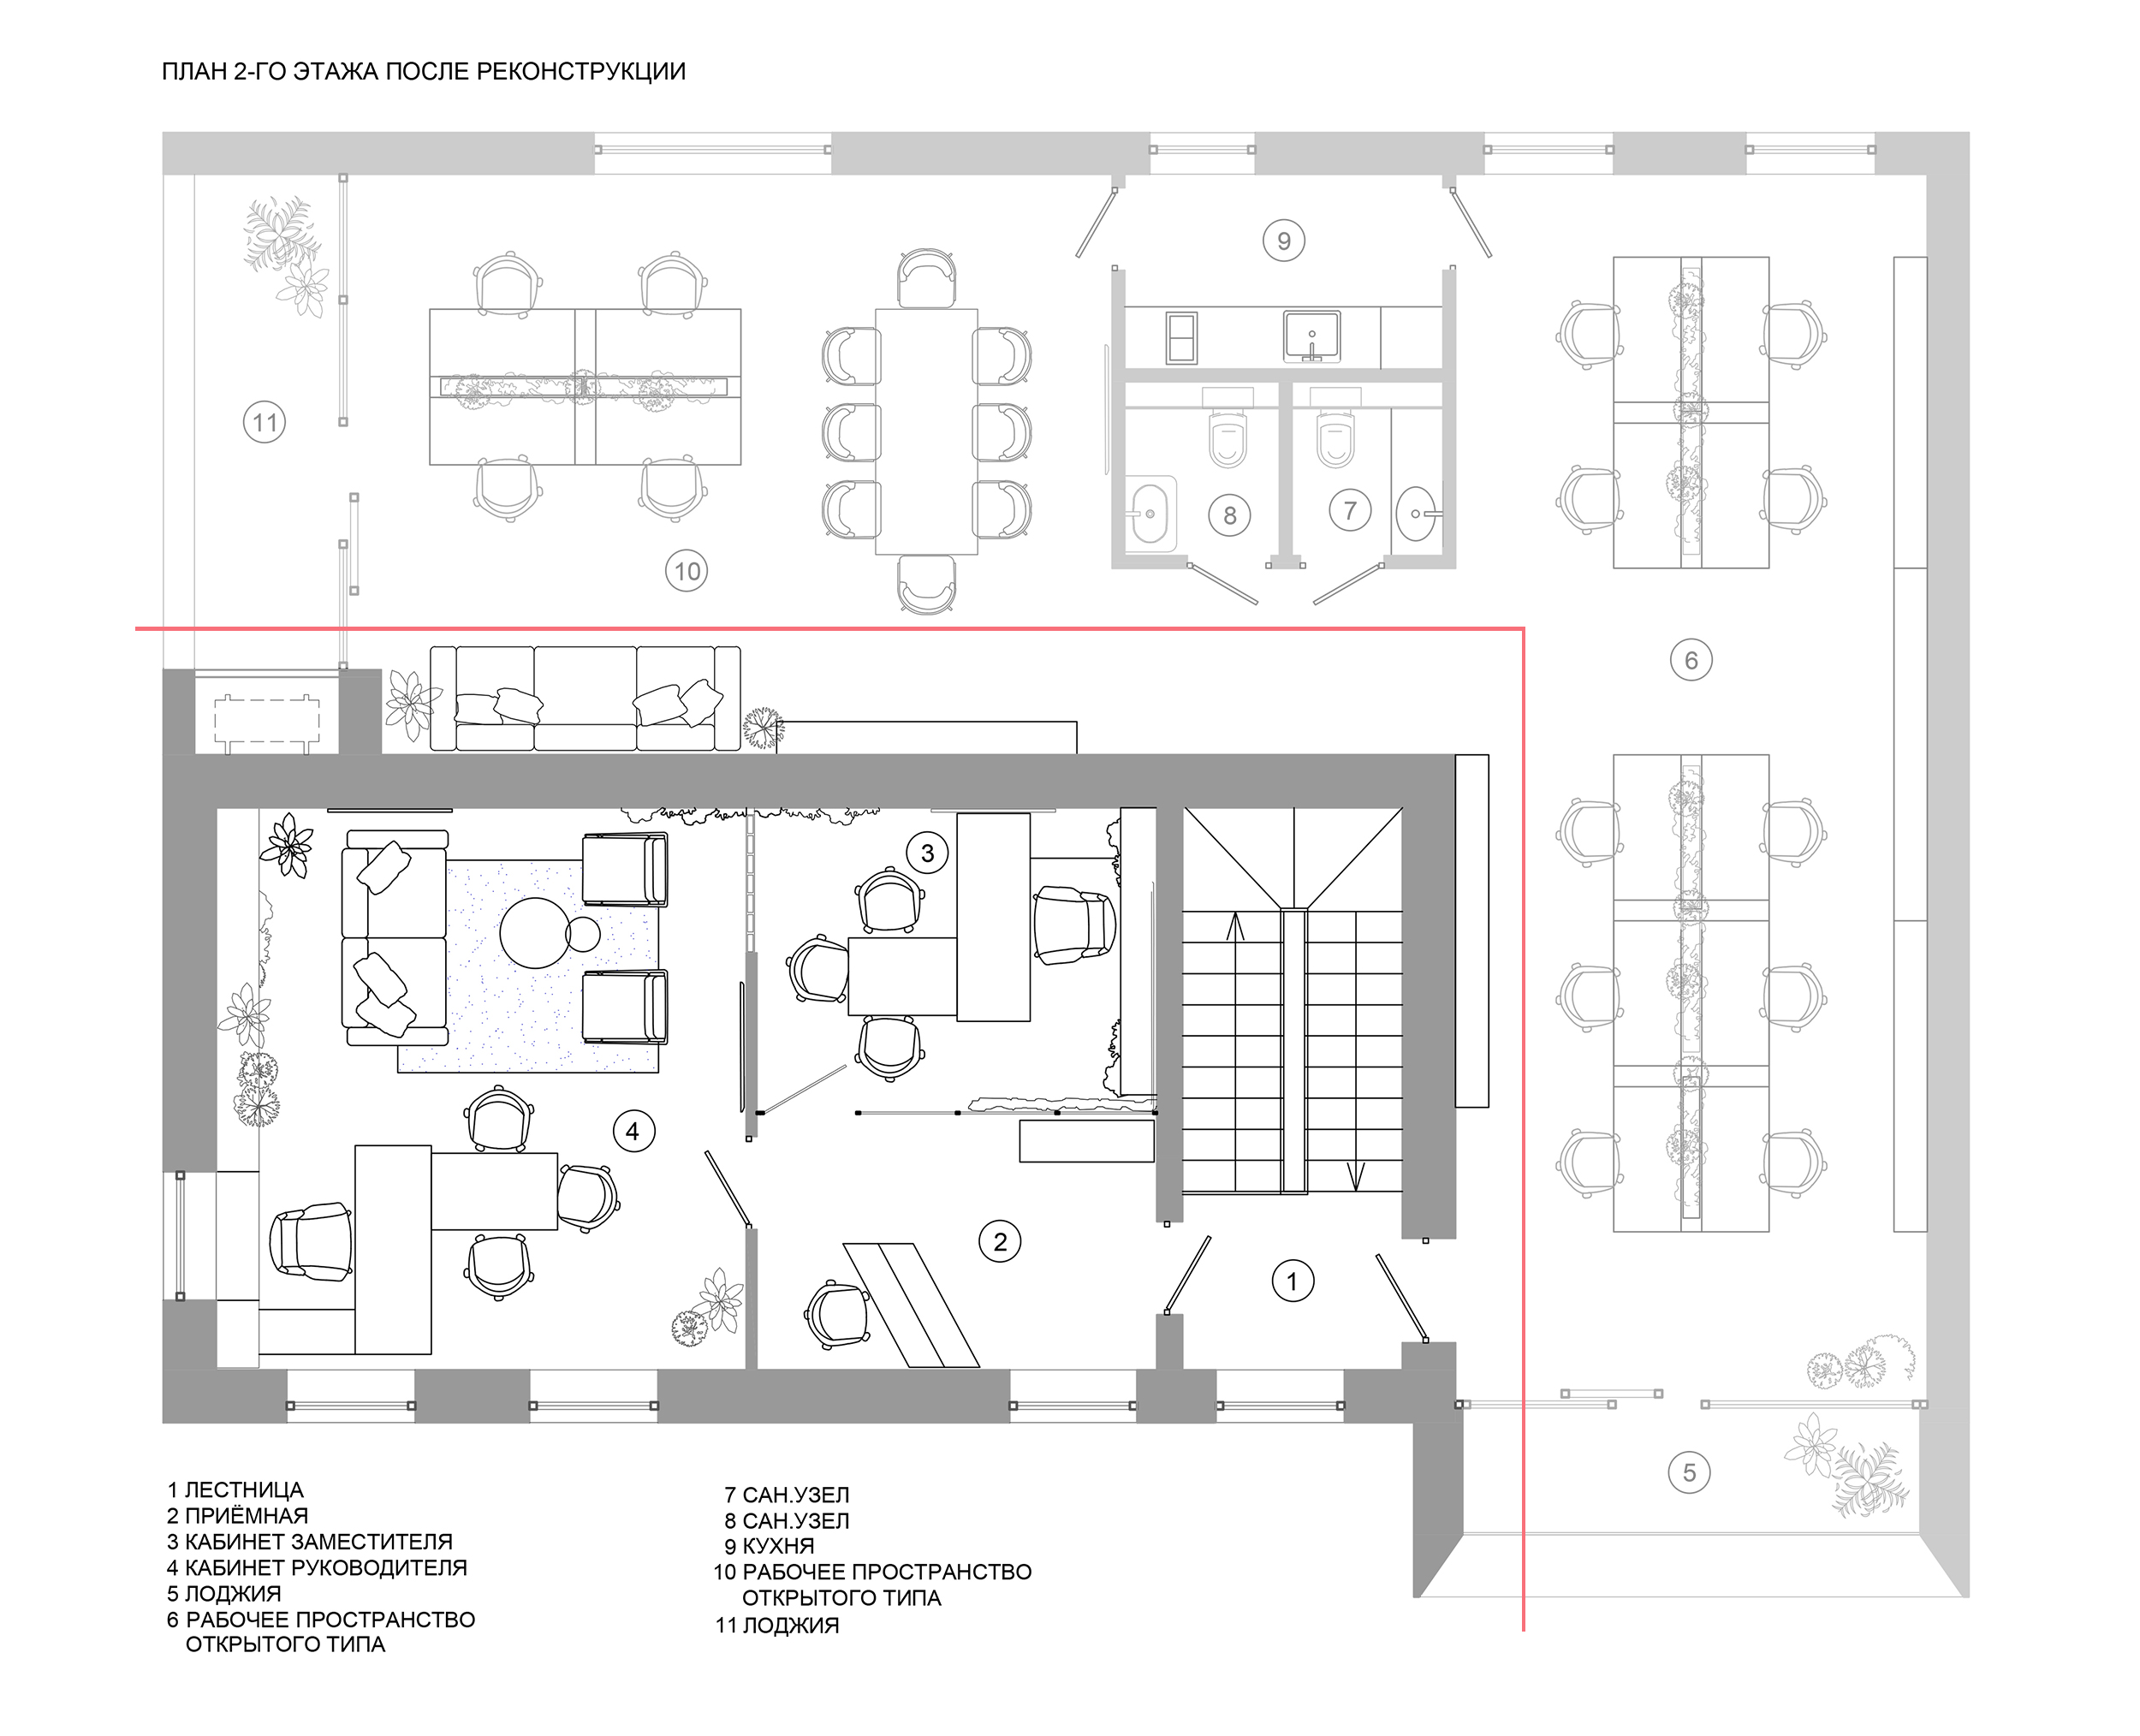 ПЛАН 2-ГО ЭТАЖА ПОСЛЕ РЕКОНСТРУКЦИИ
9
11
8
7
10
6
3
4
2
1
5
1 ЛЕСТНИЦА
2 ПРИЁМНАЯ
3 КАБИНЕТ ЗАМЕСТИТЕЛЯ
4 КАБИНЕТ РУКОВОДИТЕЛЯ
5 ЛОДЖИЯ
6 РАБОЧЕЕ ПРОСТРАНСТВО
ОТКРЫТОГО ТИПА
7 САН.УЗЕЛ
8 САН.УЗЕЛ
9 КУХНЯ
10 РАБОЧЕЕ ПРОСТРАНСТВО
ОТКРЫТОГО ТИПА
11 ЛОДЖИЯ